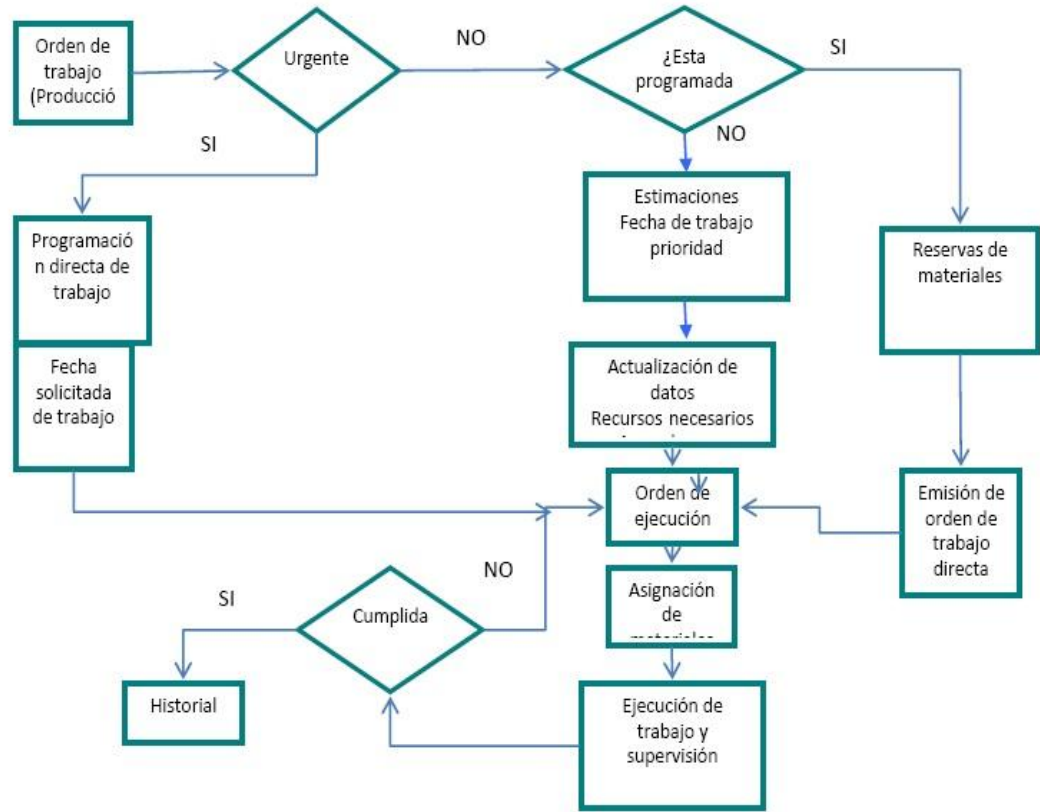 Orden de
trabajo
(Producció
Urgente
NO
¿Esta
programada
SI
SI
NO
Programació
n directa de
trabajo
Fecha
solicitada
de trabajo
Estimaciones
Fecha de trabajo
prioridad
Reservas de
materiales
Actualización de
datos
Recursos necesarios
Orden de
ejecución
Emisión de
orden de
trabajo
directa
Asignación
de
materiales
SI
Cumplida
NO
Historial
Ejecución de
trabajo y
supervisión